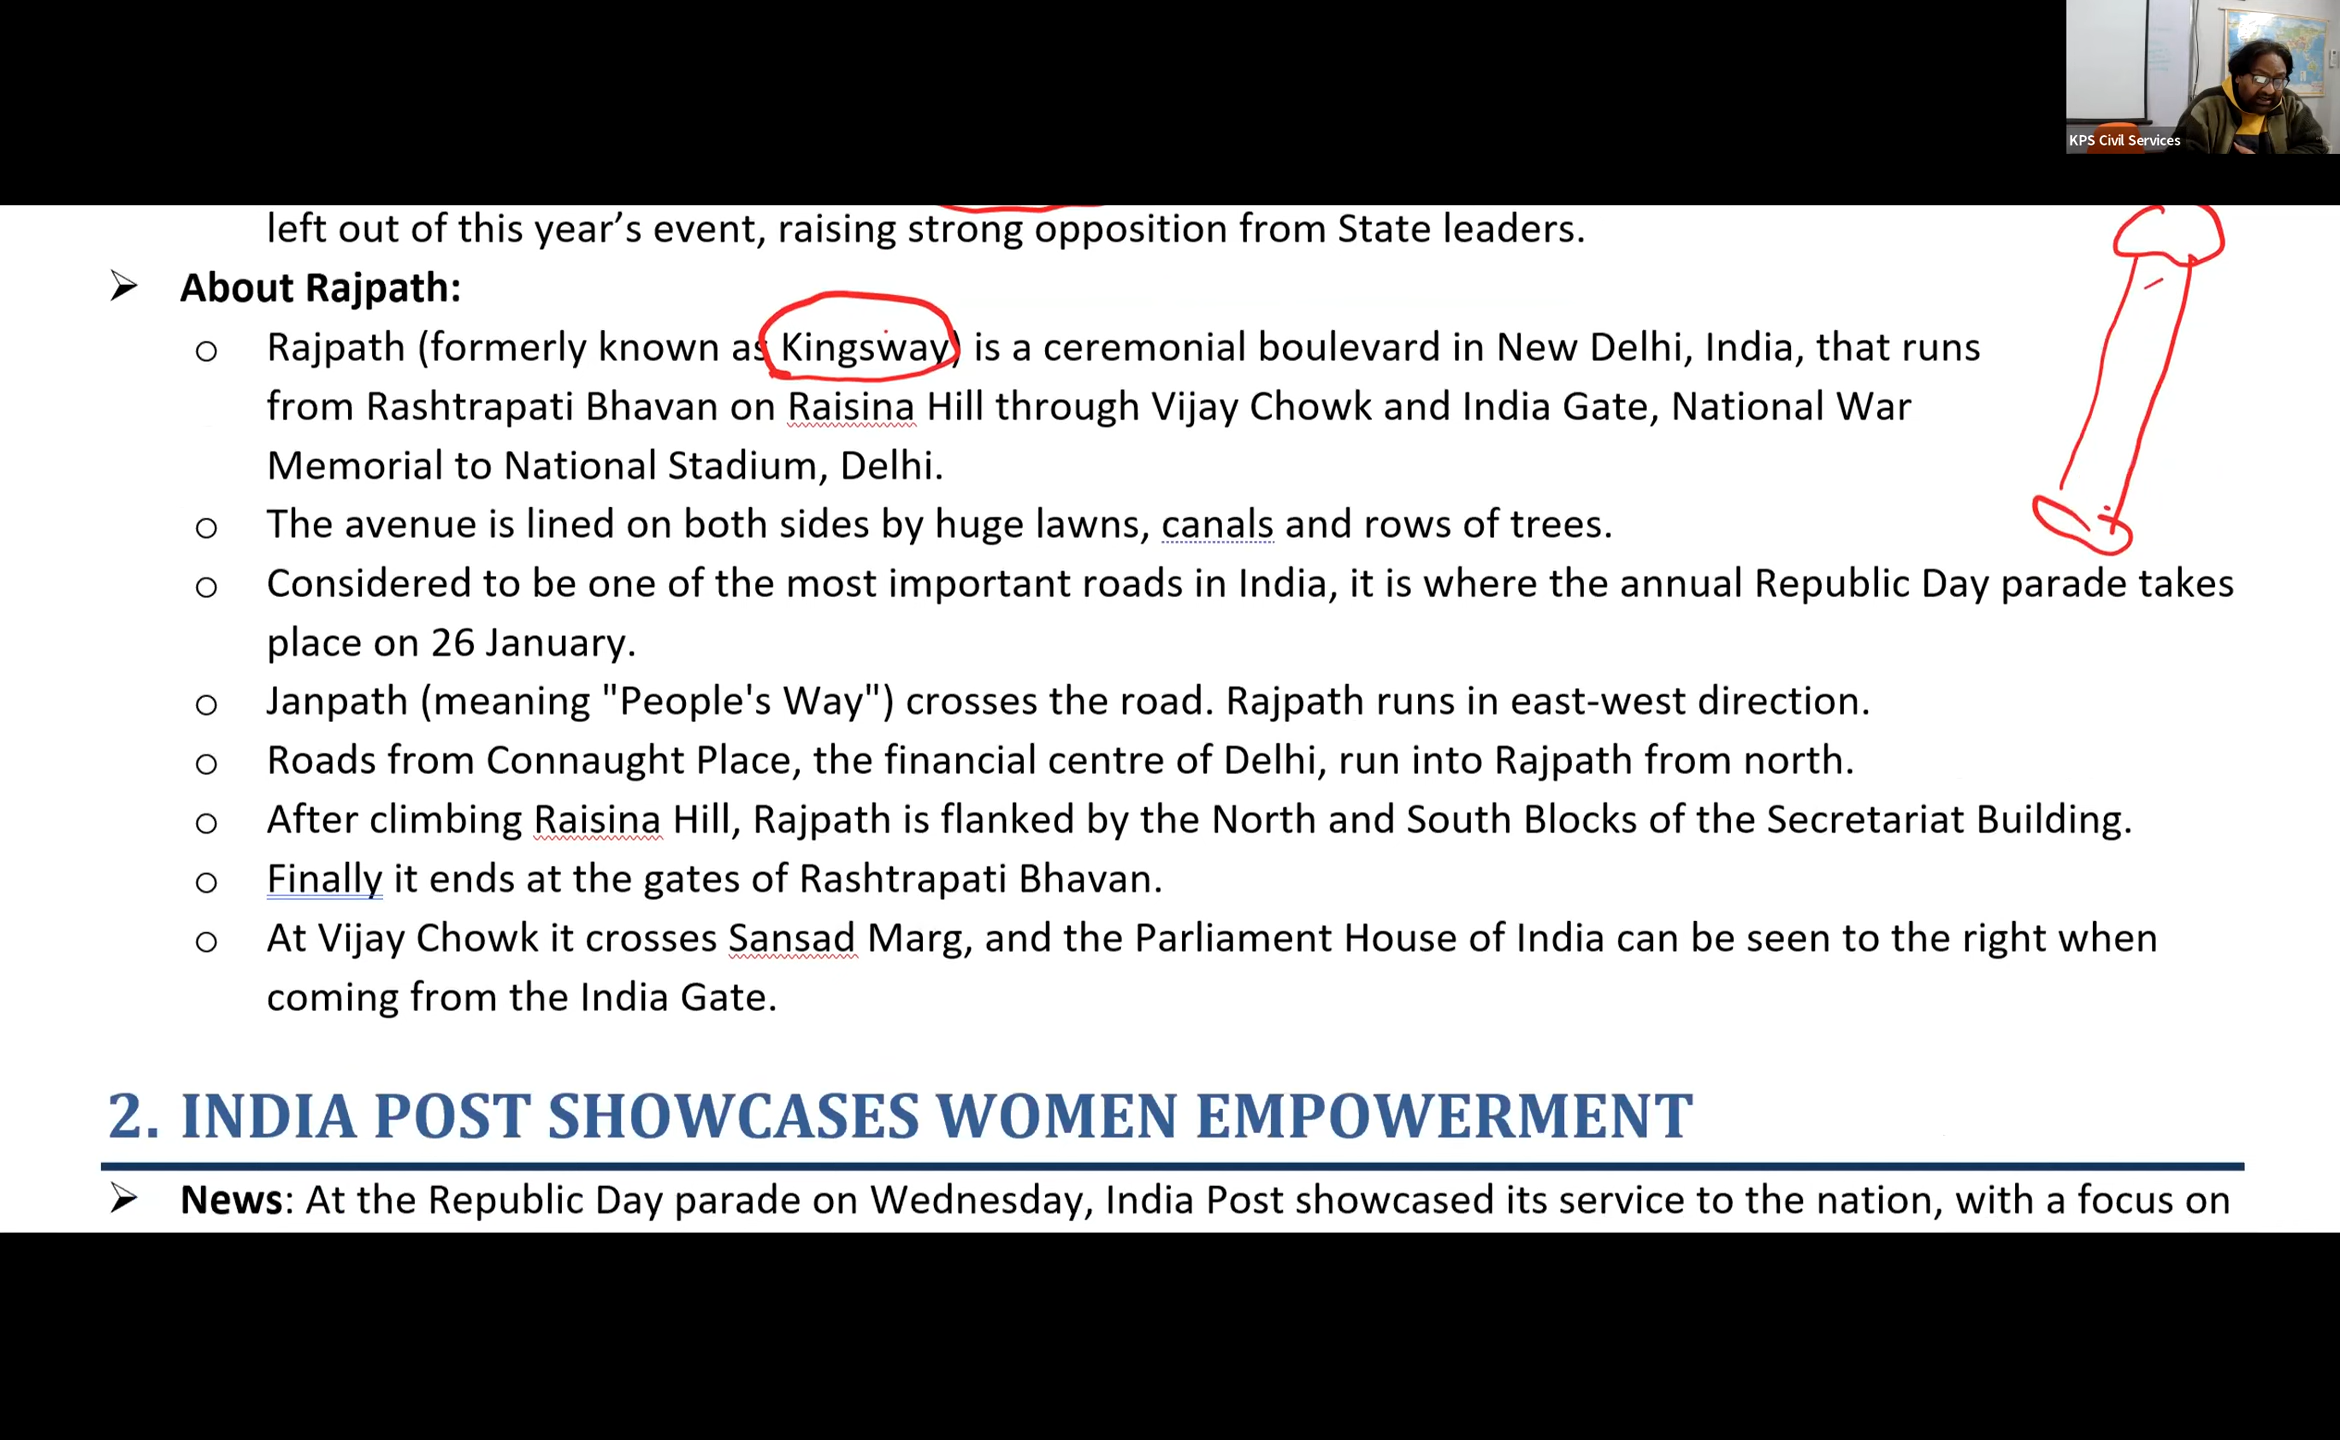 KPS Civil Services
left out of this year’s event, raising strong opposition from State leaders.
➢ About Rajpath:
o Rajpath (formerly known as Kingsway) is a ceremonial boulevard in New Delhi, India, that runs
from Rashtrapati Bhavan on Raisina Hill through Vijay Chowk and India Gate, National War
Memorial to National Stadium, Delhi.
o The avenue is lined on both sides by huge lawns, canals and rows of trees.
o Considered to be one of the most important roads in India, it is where the annual Republic Day parade takes
place on 26 January.
o Janpath (meaning "People's Way") crosses the road. Rajpath runs in east-west direction.
o Roads from Connaught Place, the financial centre of Delhi, run into Rajpath from north.
o After climbing Raisina Hill, Rajpath is flanked by the North and South Blocks of the Secretariat Building.
o Finally it ends at the gates of Rashtrapati Bhavan.
o At Vijay Chowk it crosses Sansad Marg, and the Parliament House of India can be seen to the right when
coming from the India Gate.
2. INDIA POST SHOWCASES WOMEN EMPOWERMENT
➢ News: At the Republic Day parade on Wednesday, India Post showcased its service to the nation, with a focus on